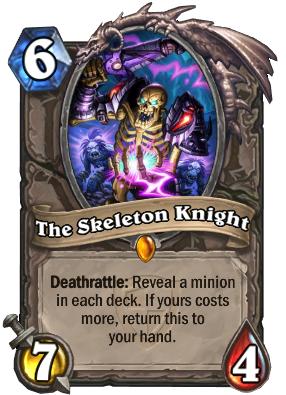 6
The Skeleton Knight
Deathrattle: Reveal a minion
in each deck. If yours costs
more, return this to
your hand.
7
4